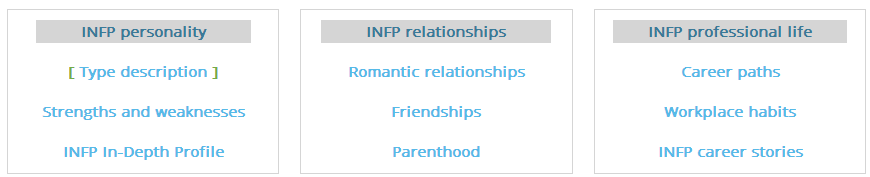 INFP personality
[ Type description ]
Strengths and weaknesses
INFP In-Depth Profile
INFP relationships
Romantic relationships
Friendships
Parenthood
INFP professional life
Career paths
Workplace habits
INFP career stories